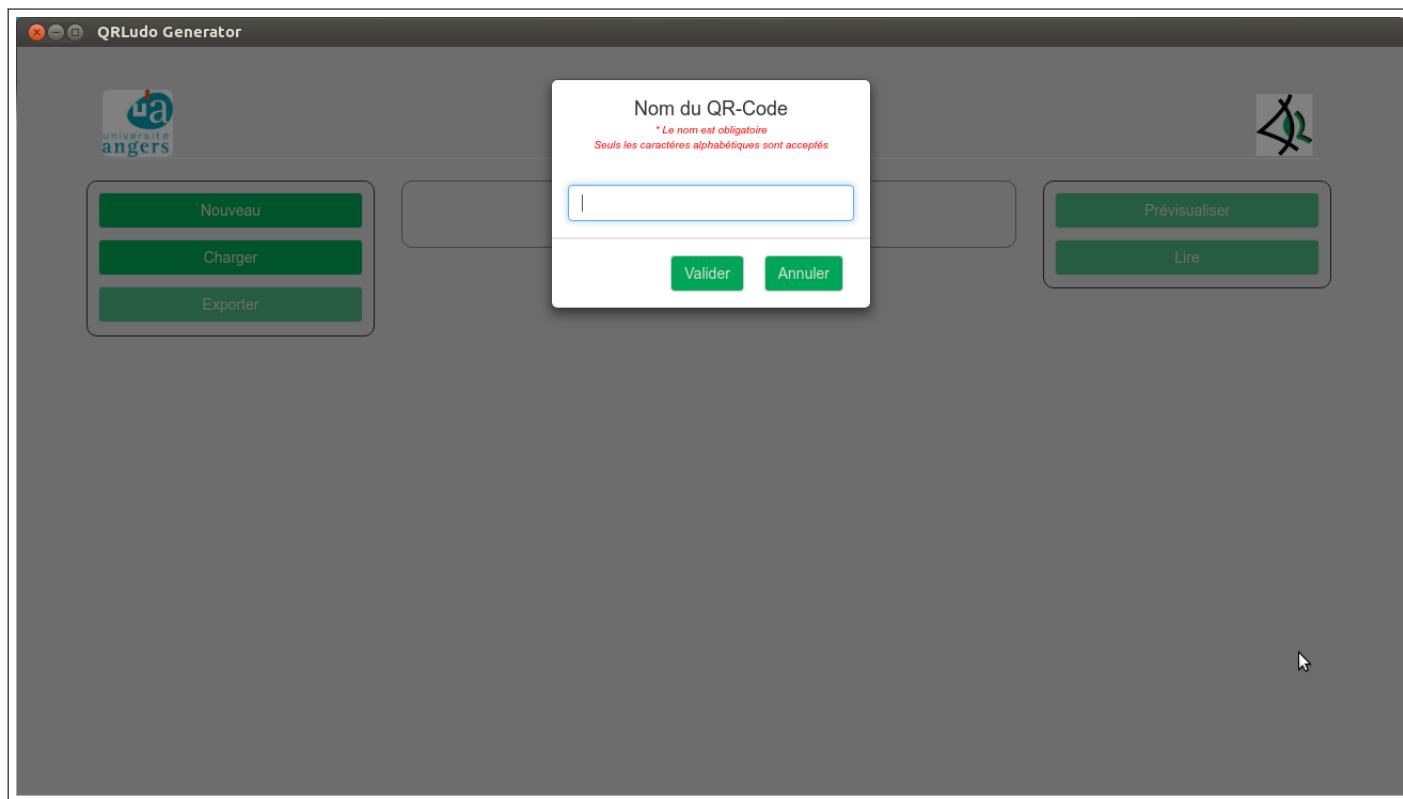 QRLudo Generator
ua
université
angers
Nom du QR-Code
* Le nom est obligatoire
Seuls les caractères alphabétiques sont acceptés
Nouveau
Charger
Exporter
Valider
Annuler
Prévisualiser
Lire